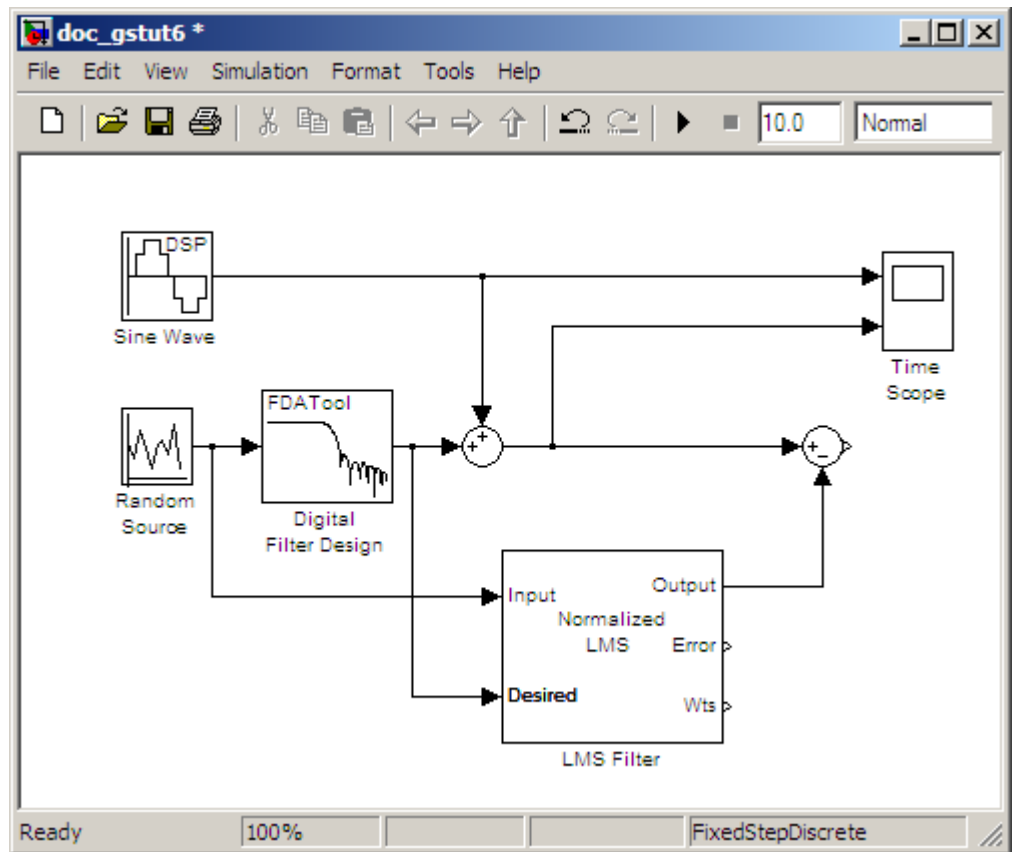 doc_gstut6 *
File Edit View Simulation Format Tools Help
10.0 Normal
DSP
Sine Wave
Time
Scope
FDATool
Random
Source
Digital
Filter Design
Input
Output
Normalized
LMS
Error
Desired
Wts
LMS Filter
Ready 100% FixedStepDiscrete